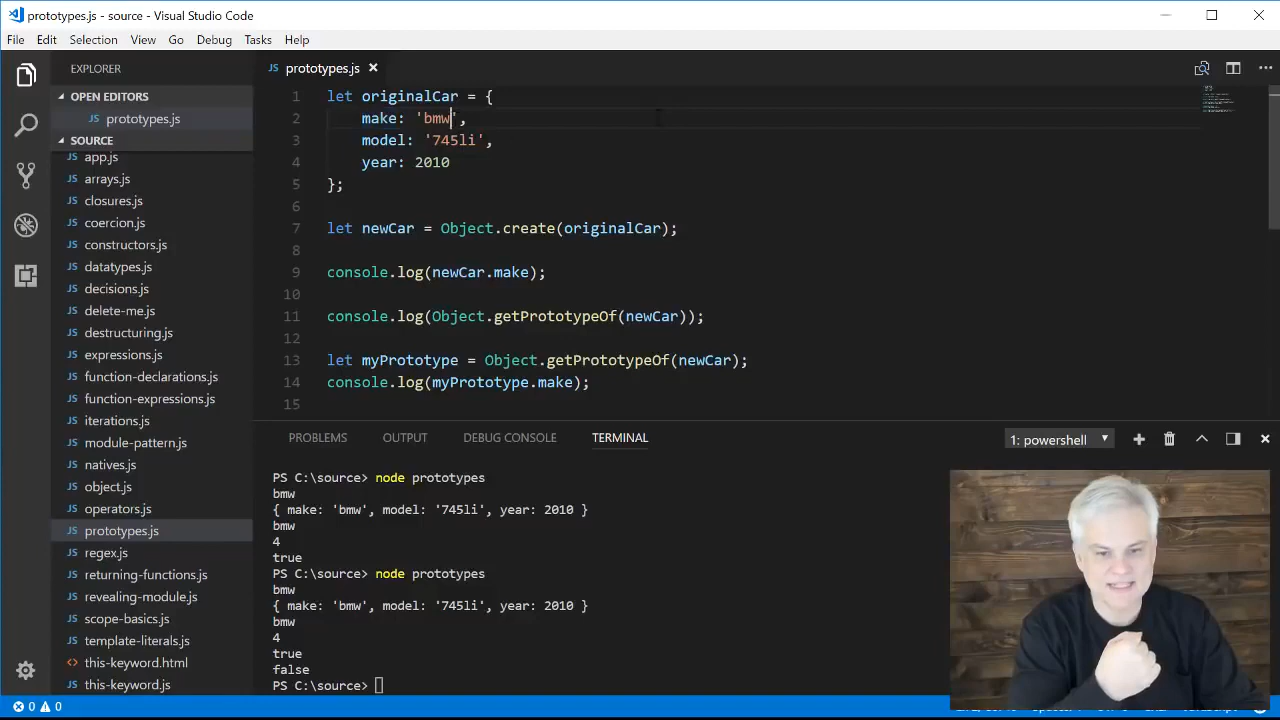 prototypes.js - source - Visual Studio Code
File Edit Selection View Go Debug Tasks Help
EXPLORER
OPEN EDITORS
prototypes.js
SOURCE
app.js
arrays.js
closures.js
coercion.js
constructors.js
datatypes.js
decisions.js
delete-me.js
destructuring.js
expressions.js
function-declarations.js
function-expressions.js
iterations.js
module-pattern.js
natives.js
object.js
operators.js
prototypes.js
regex.js
returning-functions.js
revealing-module.js
scope-basics.js
template-literals.js
this-keyword.html
this-keyword.js
prototypes.js
1 let originalCar = {
2 make: 'bmw',
3 model: '745li',
4 year: 2010
5 };
6
7 let newCar = Object.create(originalCar);
8
9 console.log(newCar.make);
10
11 console.log(Object.getPrototypeOf(newCar));
12
13 let myPrototype = Object.getPrototypeOf(newCar);
14 console.log(myPrototype.make);
15
PROBLEMS OUTPUT DEBUG CONSOLE TERMINAL 1: powershell
PS C:\source> node prototypes
bmw
{ make: 'bmw', model: '745li', year: 2010 }
bmw
4
true
PS C:\source> node prototypes
bmw
{ make: 'bmw', model: '745li', year: 2010 }
bmw
4
true
false
PS C:\source>
0 0